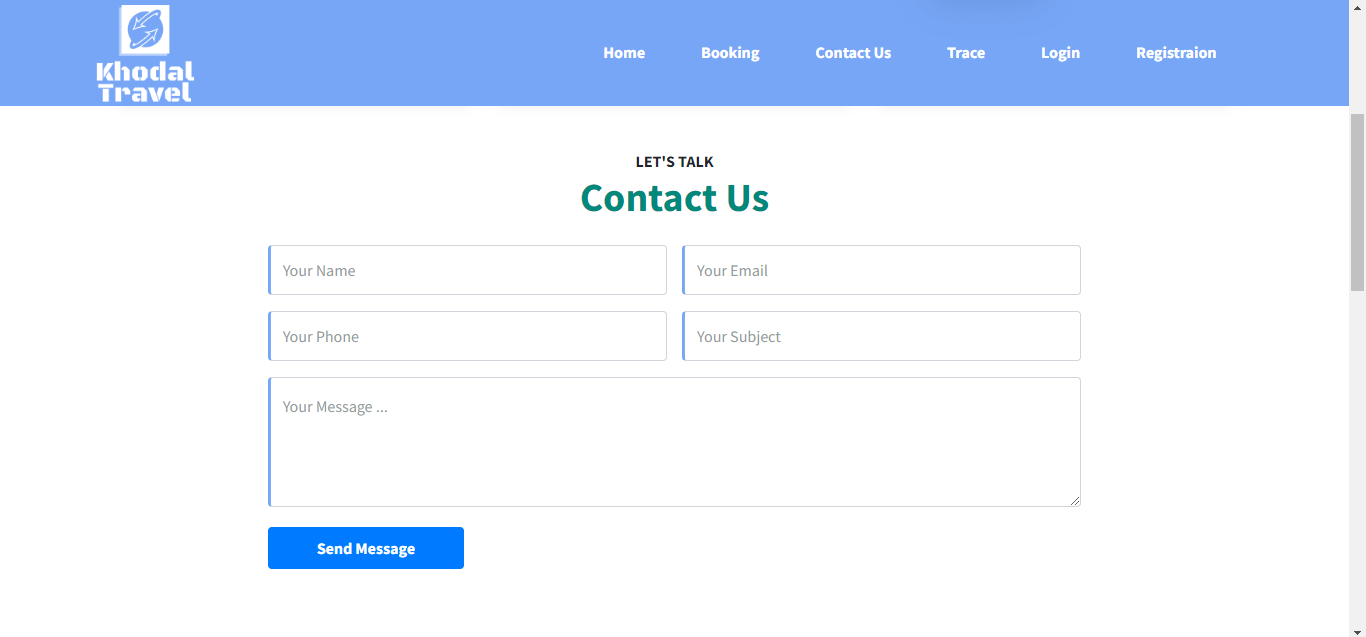 Khodal
Travel
Home Booking Contact Us Trace Login Registraion
LET'S TALK
Contact Us
Your Name Your Email
Your Phone Your Subject
Your Message ...
Send Message